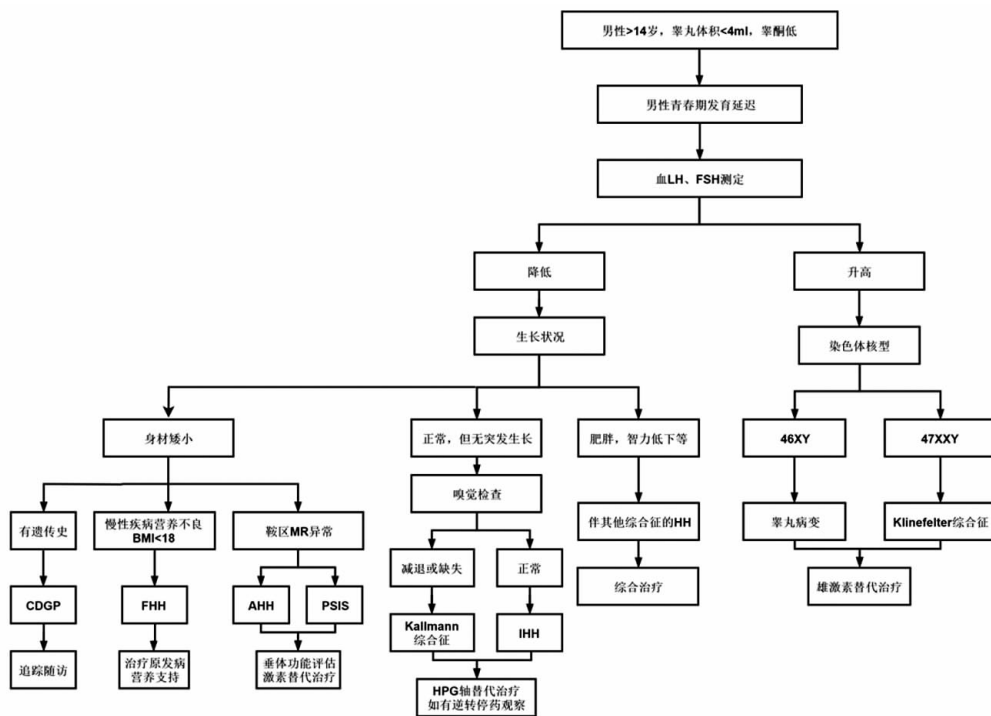 男性>14岁，睾丸体积<4ml，睾酮低
男性青春期发育延迟
血LH、FSH测定
降低
升高
生长状况
染色体核型
身材矮小
正常，但无突发生长
肥胖，智力低下等
46XY
47XXY
嗅觉检查
有遗传史
慢性疾病营养不良
BMI<18
鞍区MR异常
伴其他综合征的HH
睾丸病变
Klinefelter综合征
减退或缺失
正常
综合治疗
雄激素替代治疗
CDGP
FHH
AHH
PSIS
Kallmann
综合征
IHH
追踪随访
治疗原发病
营养支持
垂体功能评估
激素替代治疗
HPG轴替代治疗
如有逆转停药观察